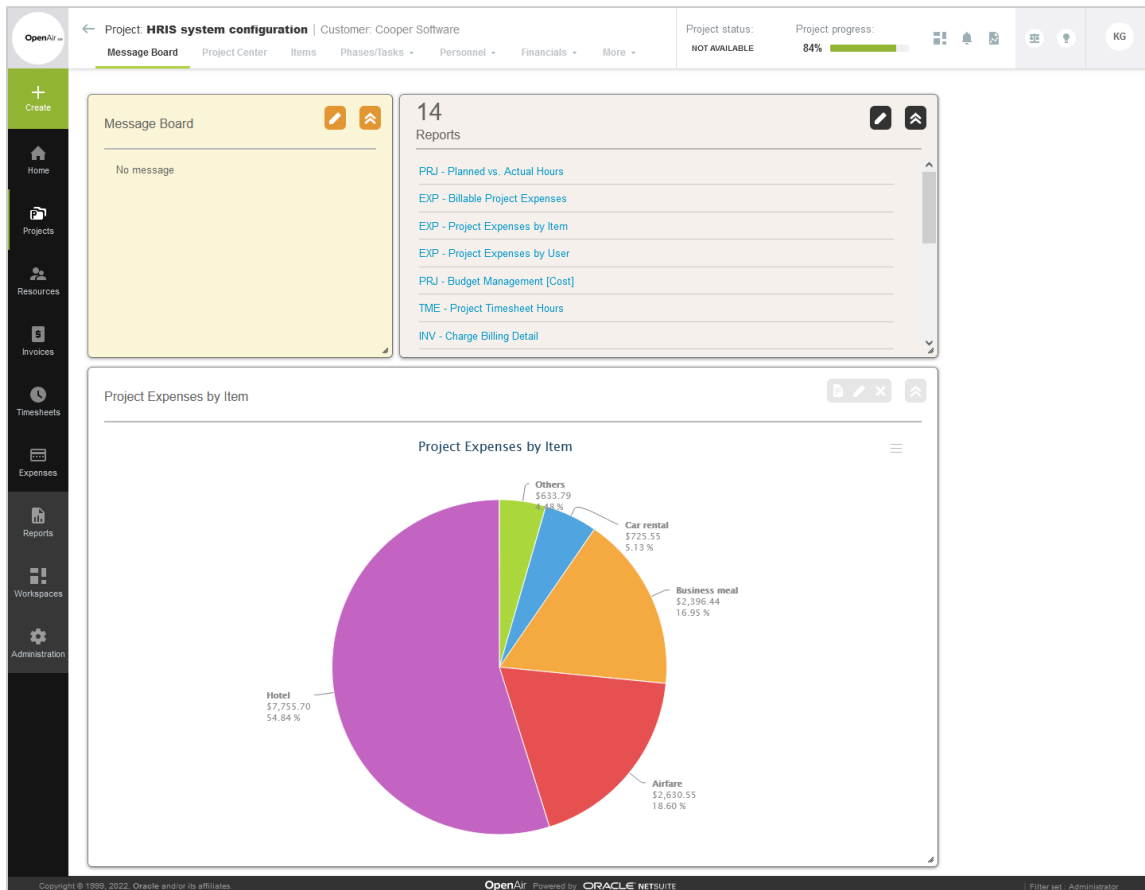 OpenAir
Project: HRIS system configuration | Customer: Cooper Software
Message Board Project Center Items Phases/Tasks Personnel Financials More
Project status:
NOT AVAILABLE
Project progress:
84%
KG
Create
Home
Projects
Resources
Invoices
Timesheets
Expenses
Reports
Workspaces
Administration
Message Board
No message
14
Reports
PRJ - Planned vs. Actual Hours
EXP - Billable Project Expenses
EXP - Project Expenses by Item
EXP - Project Expenses by User
PRJ - Budget Management [Cost]
TME - Project Timesheet Hours
INV - Charge Billing Detail
Project Expenses by Item
Project Expenses by Item
Others
$633.79
4.48 %
Car rental
$725.55
5.13 %
Business meal
$2,396.44
16.95 %
Hotel
$7,755.70
54.84 %
Airfare
$2,630.55
18.60 %
Copyright © 1999, 2022, Oracle and/or its affiliates.
OpenAir Powered by ORACLE NETSUITE
| Filter set : Administrator